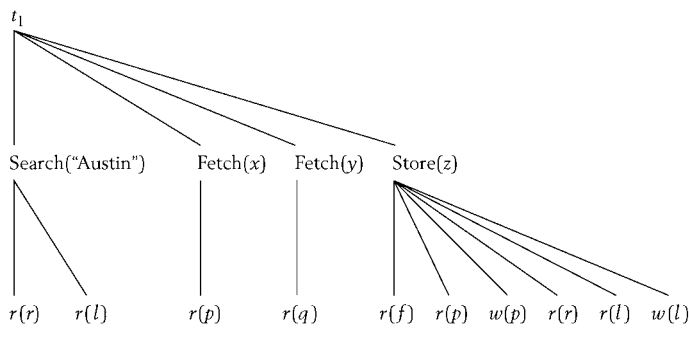 t₁
Search(“Austin”) Fetch(x) Fetch(y) Store(z)
r(r) r(l) r(p) r(q) r(f) r(p) w(p) r(r) r(l) w(l)